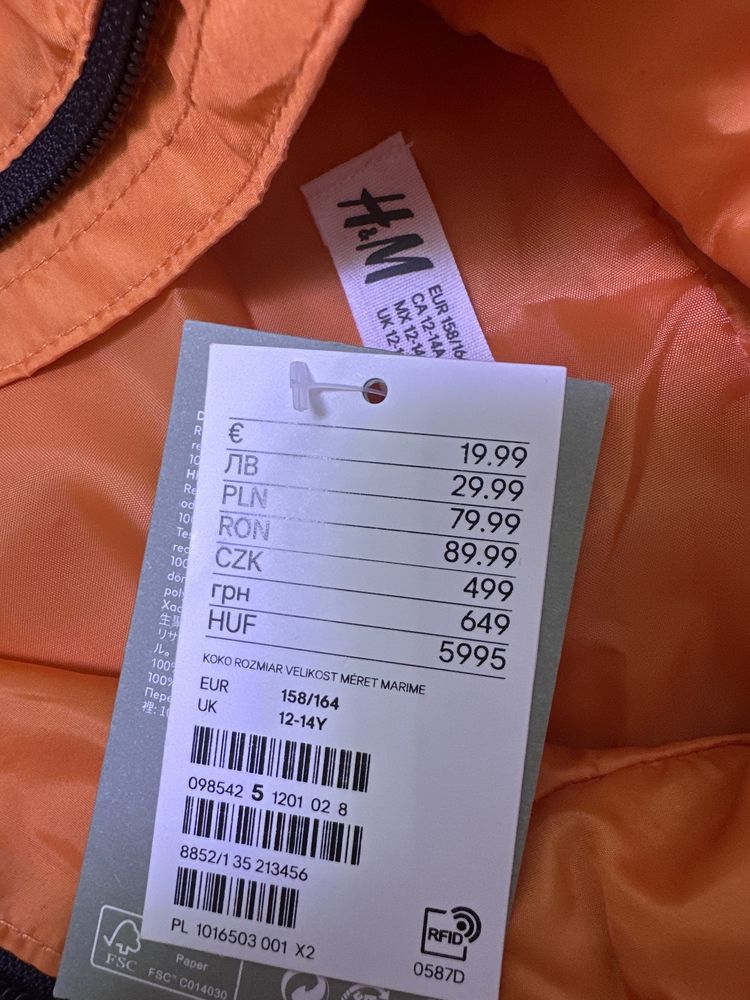 H&M
EUR 158/164
CA 12-14A
MX 12-14
UK 12-1
€ 19.99
ЛВ 29.99
PLN 79.99
RON 89.99
CZK 499
грн 649
HUF 5995
KOKO ROZMIAR VELIKOST MÉRET MARIME
EUR 158/164
UK 12-14Y
098542 5 1201 02 8
8852/1 35 213456
PL 1016503 001 X2
RFID
0587D
FSC
Paper
FSC™ C014030